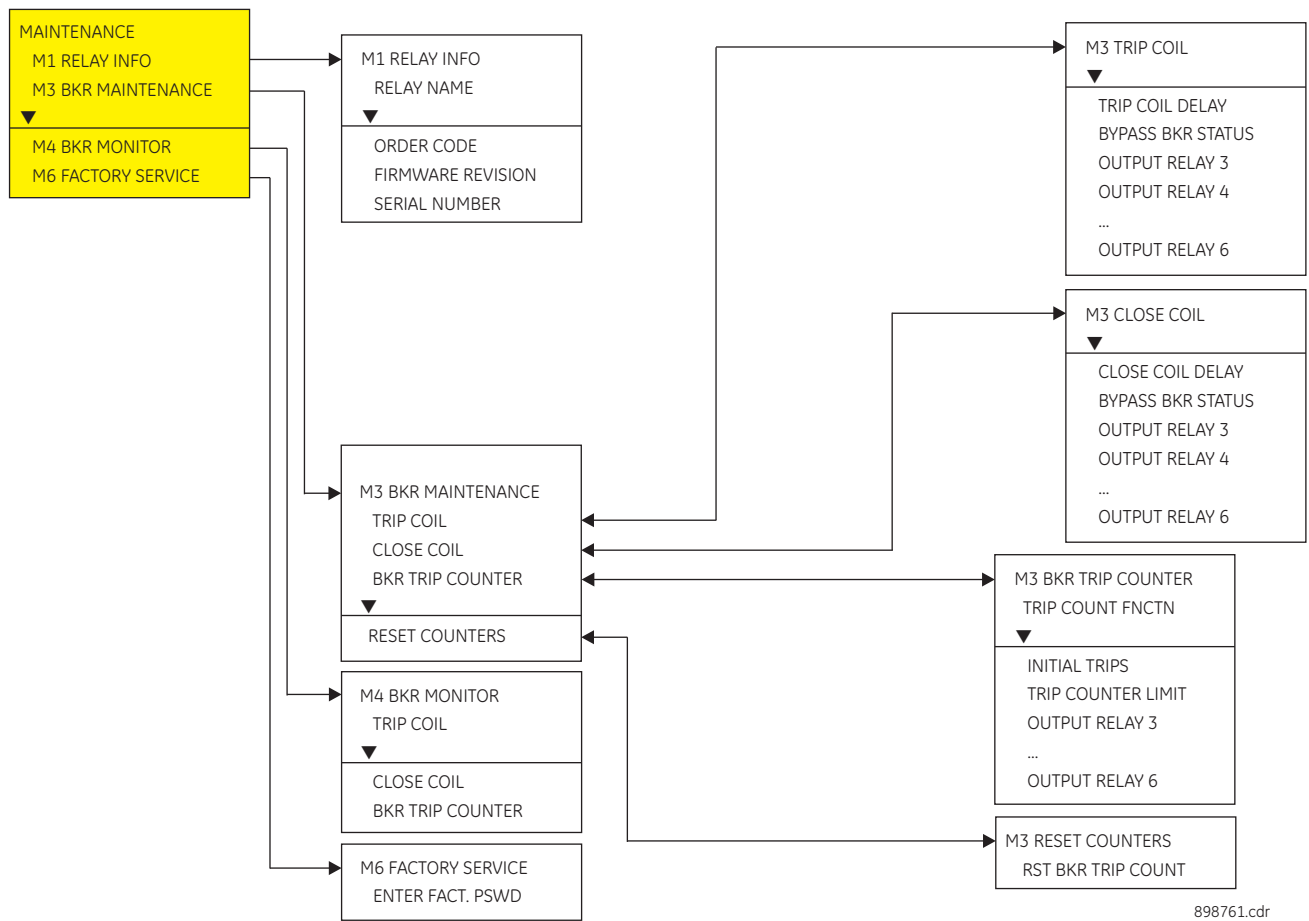 MAINTENANCE
M1 RELAY INFO
M3 BKR MAINTENANCE
M4 BKR MONITOR
M6 FACTORY SERVICE
M1 RELAY INFO
RELAY NAME
ORDER CODE
FIRMWARE REVISION
SERIAL NUMBER
M3 BKR MAINTENANCE
TRIP COIL
CLOSE COIL
BKR TRIP COUNTER
RESET COUNTERS
M4 BKR MONITOR
TRIP COIL
CLOSE COIL
BKR TRIP COUNTER
M6 FACTORY SERVICE
ENTER FACT. PSWD
M3 TRIP COIL
TRIP COIL DELAY
BYPASS BKR STATUS
OUTPUT RELAY 3
OUTPUT RELAY 4
...
OUTPUT RELAY 6
M3 CLOSE COIL
CLOSE COIL DELAY
BYPASS BKR STATUS
OUTPUT RELAY 3
OUTPUT RELAY 4
...
OUTPUT RELAY 6
M3 BKR TRIP COUNTER
TRIP COUNT FNCTN
INITIAL TRIPS
TRIP COUNTER LIMIT
OUTPUT RELAY 3
...
OUTPUT RELAY 6
M3 RESET COUNTERS
RST BKR TRIP COUNT
898761.cdr